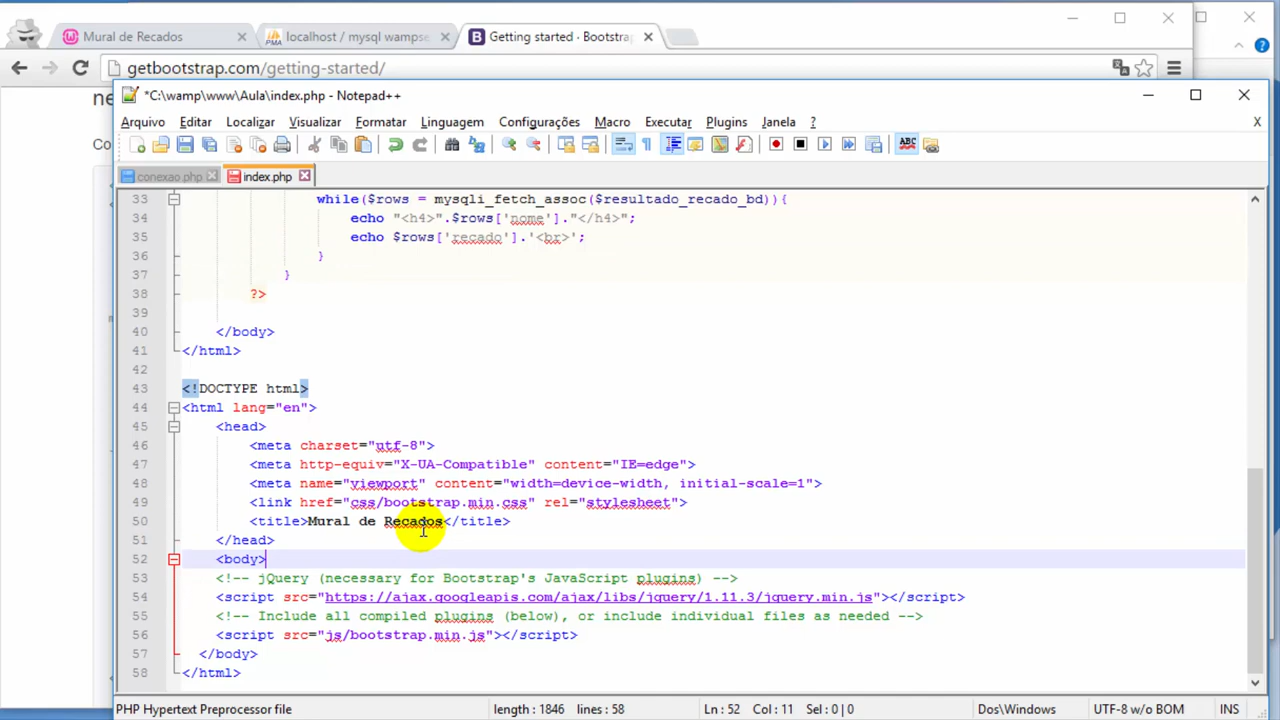 Mural de Recados
localhost / mysql wampse
Getting started · Bootstra
getbootstrap.com/getting-started/
ne
*C:\wamp\www\Aula\index.php - Notepad++
Co
Arquivo Editar Localizar Visualizar Formatar Linguagem Configurações Macro Executar Plugins Janela ? X
conexao.php index.php
33 while($rows = mysqli_fetch_assoc($resultado_recado_bd)){
34 echo "<h4>".$rows['nome']."</h4>";
35 echo $rows['recado'].'<br>';
36 }
37 }
38 ?>
39
40 </body>
41 </html>
42
43 <!DOCTYPE html>
44 <html lang="en">
45 <head>
46 <meta charset="utf-8">
47 <meta http-equiv="X-UA-Compatible" content="IE=edge">
48 <meta name="viewport" content="width=device-width, initial-scale=1">
49 <link href="css/bootstrap.min.css" rel="stylesheet">
50 <title>Mural de Recados</title>
51 </head>
52 <body>
53 <!-- jQuery (necessary for Bootstrap's JavaScript plugins) -->
54 <script src="https://ajax.googleapis.com/ajax/libs/jquery/1.11.3/jquery.min.js"></script>
55 <!-- Include all compiled plugins (below), or include individual files as needed -->
56 <script src="js/bootstrap.min.js"></script>
57 </body>
58 </html>
PHP Hypertext Preprocessor file length : 1846 lines : 58 Ln : 52 Col : 11 Sel : 0 | 0 Dos\Windows UTF-8 w/o BOM INS